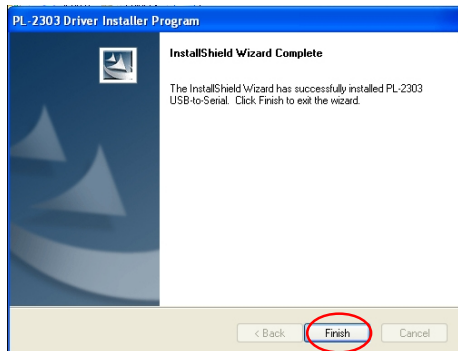 PL-2303 Driver Installer Program
InstallShield Wizard Complete
The InstallShield Wizard has successfully installed PL-2303
USB-to-Serial. Click Finish to exit the wizard.
< Back
Finish
Cancel